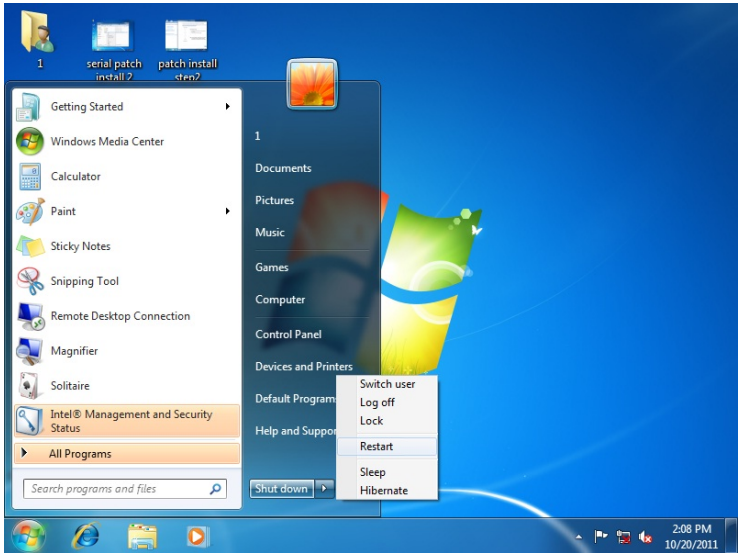 1
serial patch
install 2
patch install
step2
Getting Started
Windows Media Center
Calculator
Paint
Sticky Notes
Snipping Tool
Remote Desktop Connection
Magnifier
Solitaire
Intel® Management and Security
Status
All Programs
Search programs and files
1
Documents
Pictures
Music
Games
Computer
Control Panel
Devices and Printers
Default Program
Help and Suppor
Shut down
Switch user
Log off
Lock
Restart
Sleep
Hibernate
2:08 PM
10/20/2011